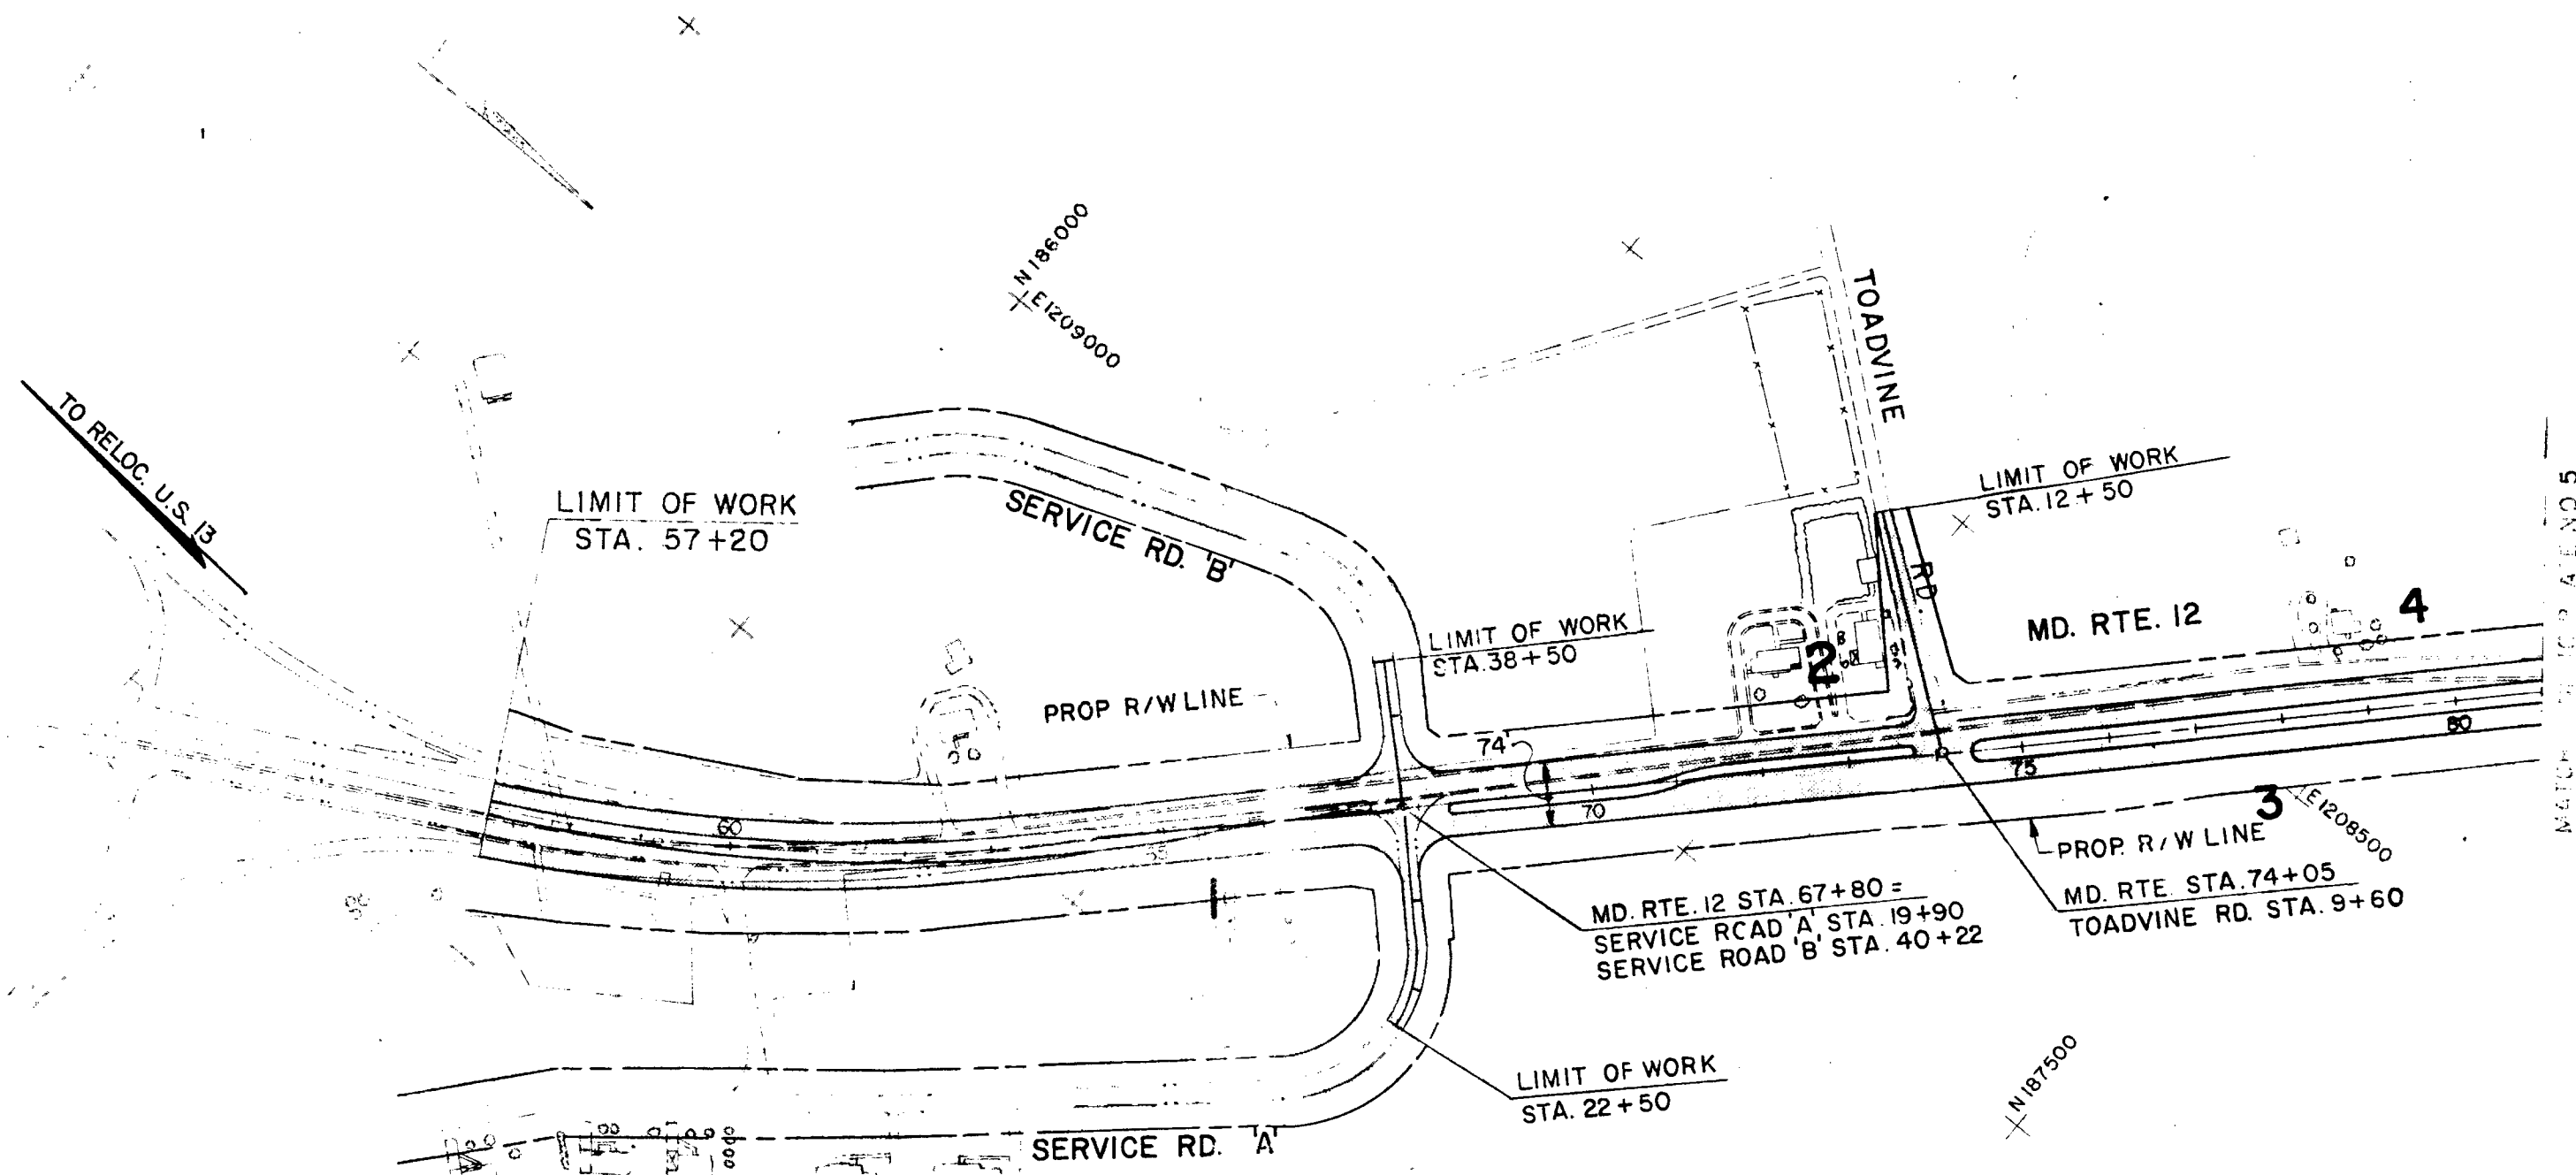 N 186000
E1209000
TOADVINE
TO RELOC. U.S. 13
LIMIT OF WORK
STA. 57+20
SERVICE RD. 'B'
LIMIT OF WORK
STA. 12+50
RD.
LIMIT OF WORK
STA. 38+50
2
MD. RTE. 12
4
PROP R/W LINE
74'
60
65
70
75
80
3
E1208500
PROP. R/W LINE
MD. RTE. 12 STA. 67+80 =
SERVICE ROAD 'A' STA. 19+90
SERVICE ROAD 'B' STA. 40+22
MD. RTE. STA. 74+05
TOADVINE RD. STA. 9+60
LIMIT OF WORK
STA. 22+50
N187500
SERVICE RD. 'A'